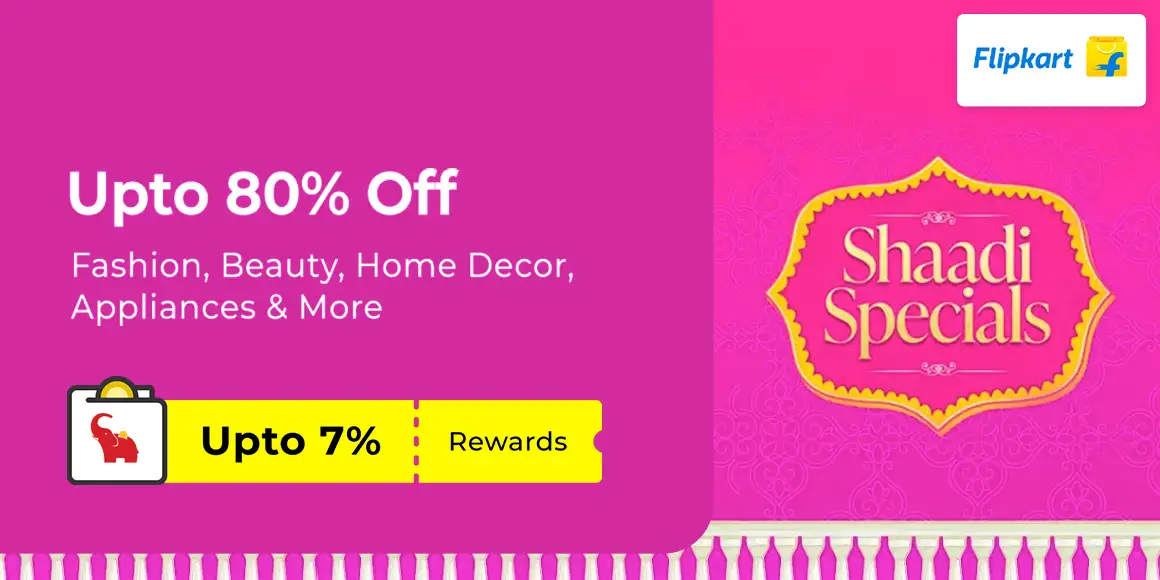 Flipkart
Upto 80% Off
Fashion, Beauty, Home Decor,
Appliances & More
Upto 7%
Rewards
Shaadi
Specials